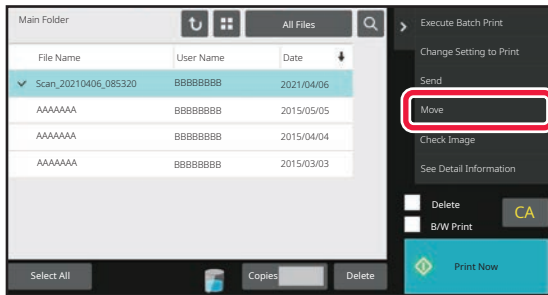 Main Folder
All Files
File Name User Name Date
Scan_20210406_085320 BBBBBBBB 2021/04/06
AAAAAAA BBBBBBBB 2015/05/05
AAAAAAA BBBBBBBB 2015/04/04
AAAAAAA BBBBBBBB 2015/03/03
Select All
Copies
Delete
Execute Batch Print
Change Setting to Print
Send
Move
Check Image
See Detail Information
Delete
B/W Print
CA
Print Now